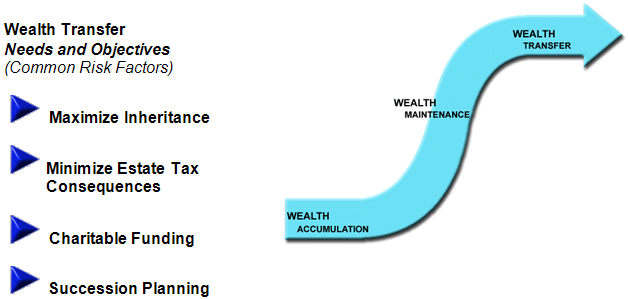 Wealth Transfer
Needs and Objectives
(Common Risk Factors)
Maximize Inheritance
Minimize Estate Tax
Consequences
Charitable Funding
Succession Planning
WEALTH
TRANSFER
WEALTH
MAINTENANCE
WEALTH
ACCUMULATION